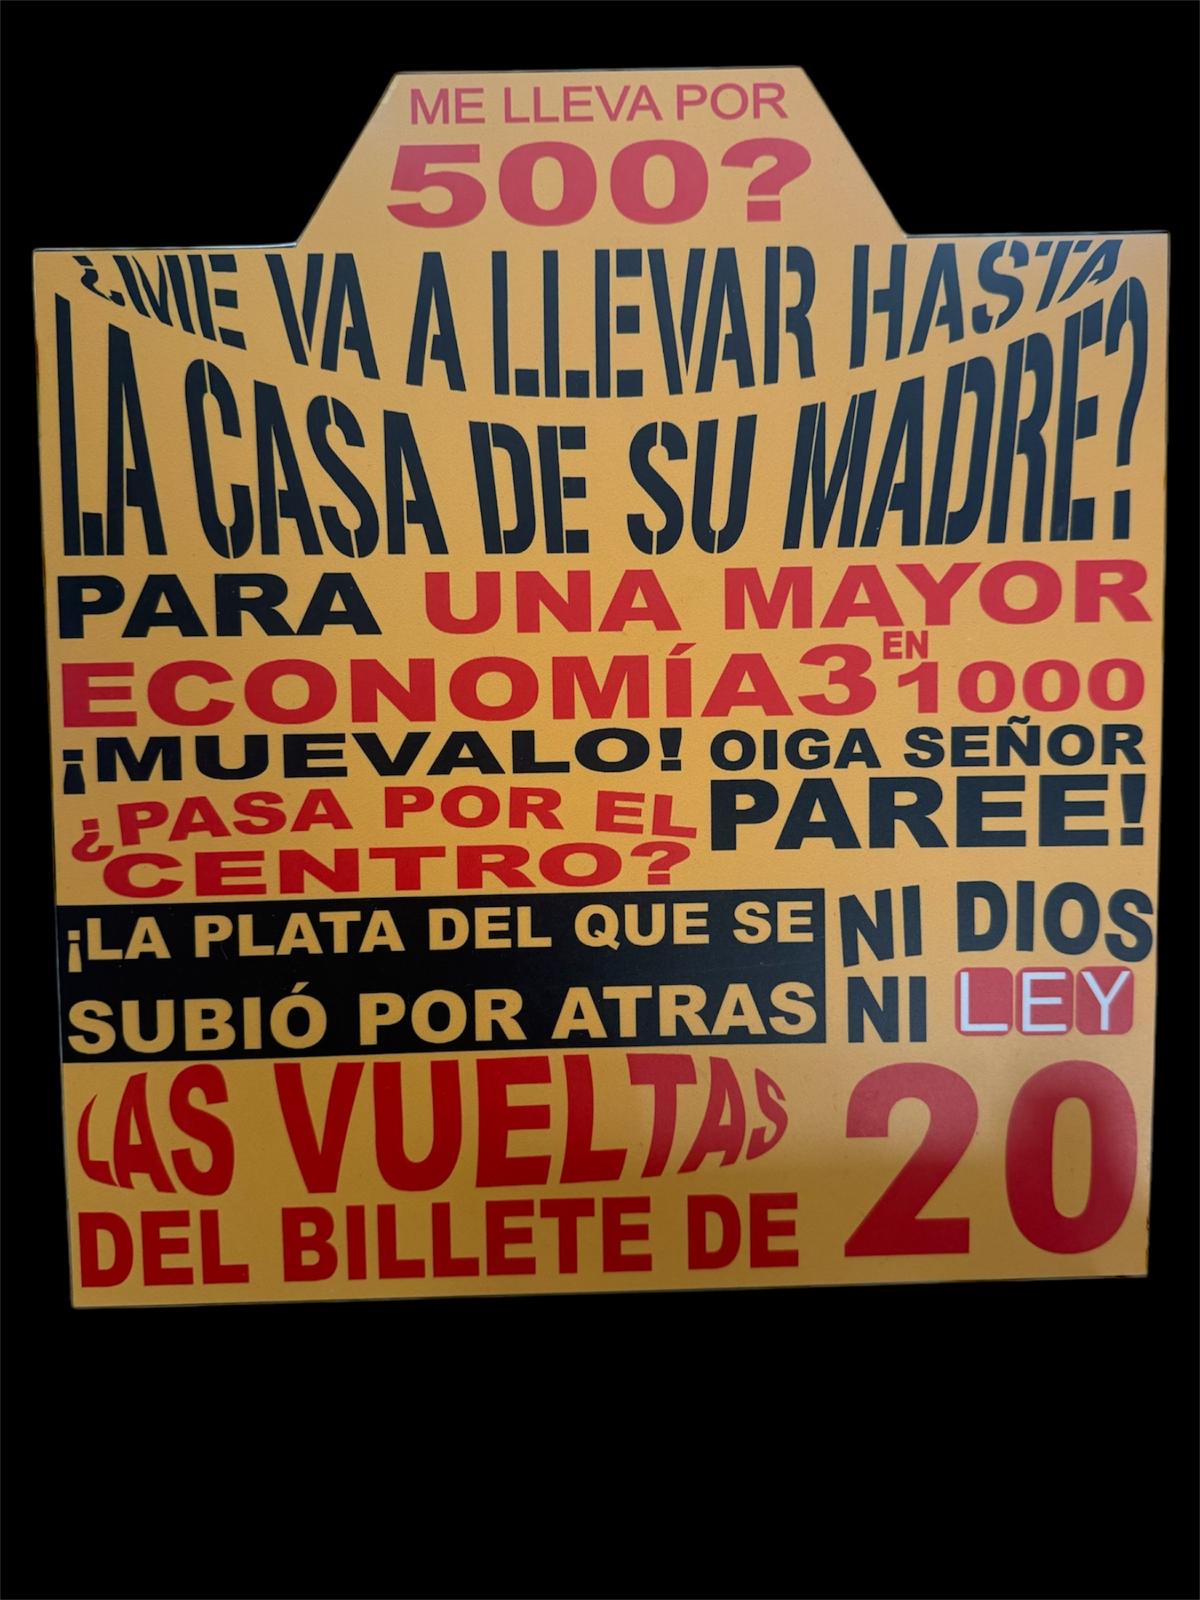 ME LLEVA POR
500?
¿ME VA A LLEVAR HASTA
LA CASA DE SU MADRE?
PARA UNA MAYOR
ECONOMÍA 3 EN 1000
¡MUEVALO!
¿PASA POR EL
CENTRO?
OIGA SEÑOR
PAREE!
¡LA PLATA DEL QUE SE
SUBIÓ POR ATRAS
NI DIOS
NI LEY
LAS VUELTAS
DEL BILLETE DE
20